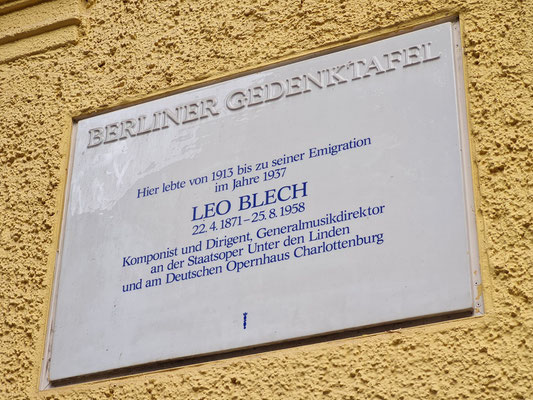 BERLINER GEDENKTAFEL
Hier lebte von 1913 bis zu seiner Emigration
im Jahre 1937
LEO BLECH
22. 4. 1871 – 25. 8. 1958
Komponist und Dirigent, Generalmusikdirektor
an der Staatsoper Unter den Linden
und am Deutschen Opernhaus Charlottenburg